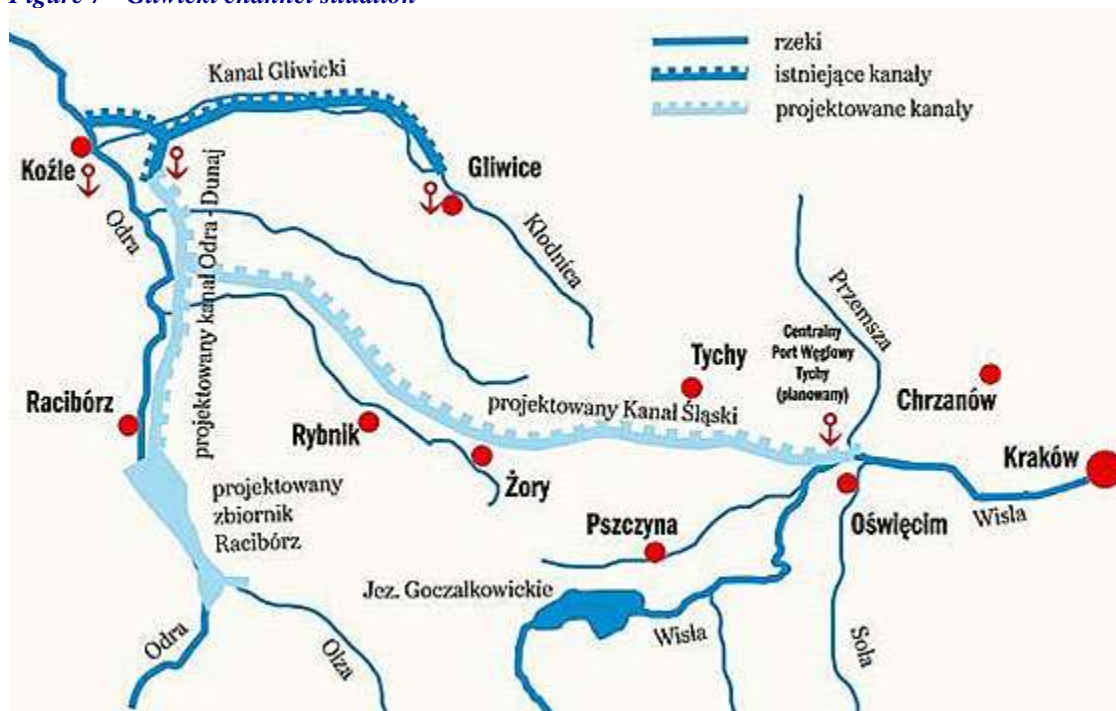 Figure 7 - Gliwicki channel situation
rzeki
istniejące kanały
projektowane kanały
Kanał Gliwicki
Koźle
Gliwice
Odra
Kłodnica
projektowany kanał Odra - Dunaj
Przemsza
Centralny
Port Węglowy
Tychy
(planowany)
Tychy
Chrzanów
Racibórz
Rybnik
projektowany Kanał Śląski
Kraków
Żory
projektowany
zbiornik
Racibórz
Pszczyna
Oświęcim
Wisła
Jez. Goczałkowickie
Wisła
Soła
Odra
Olza